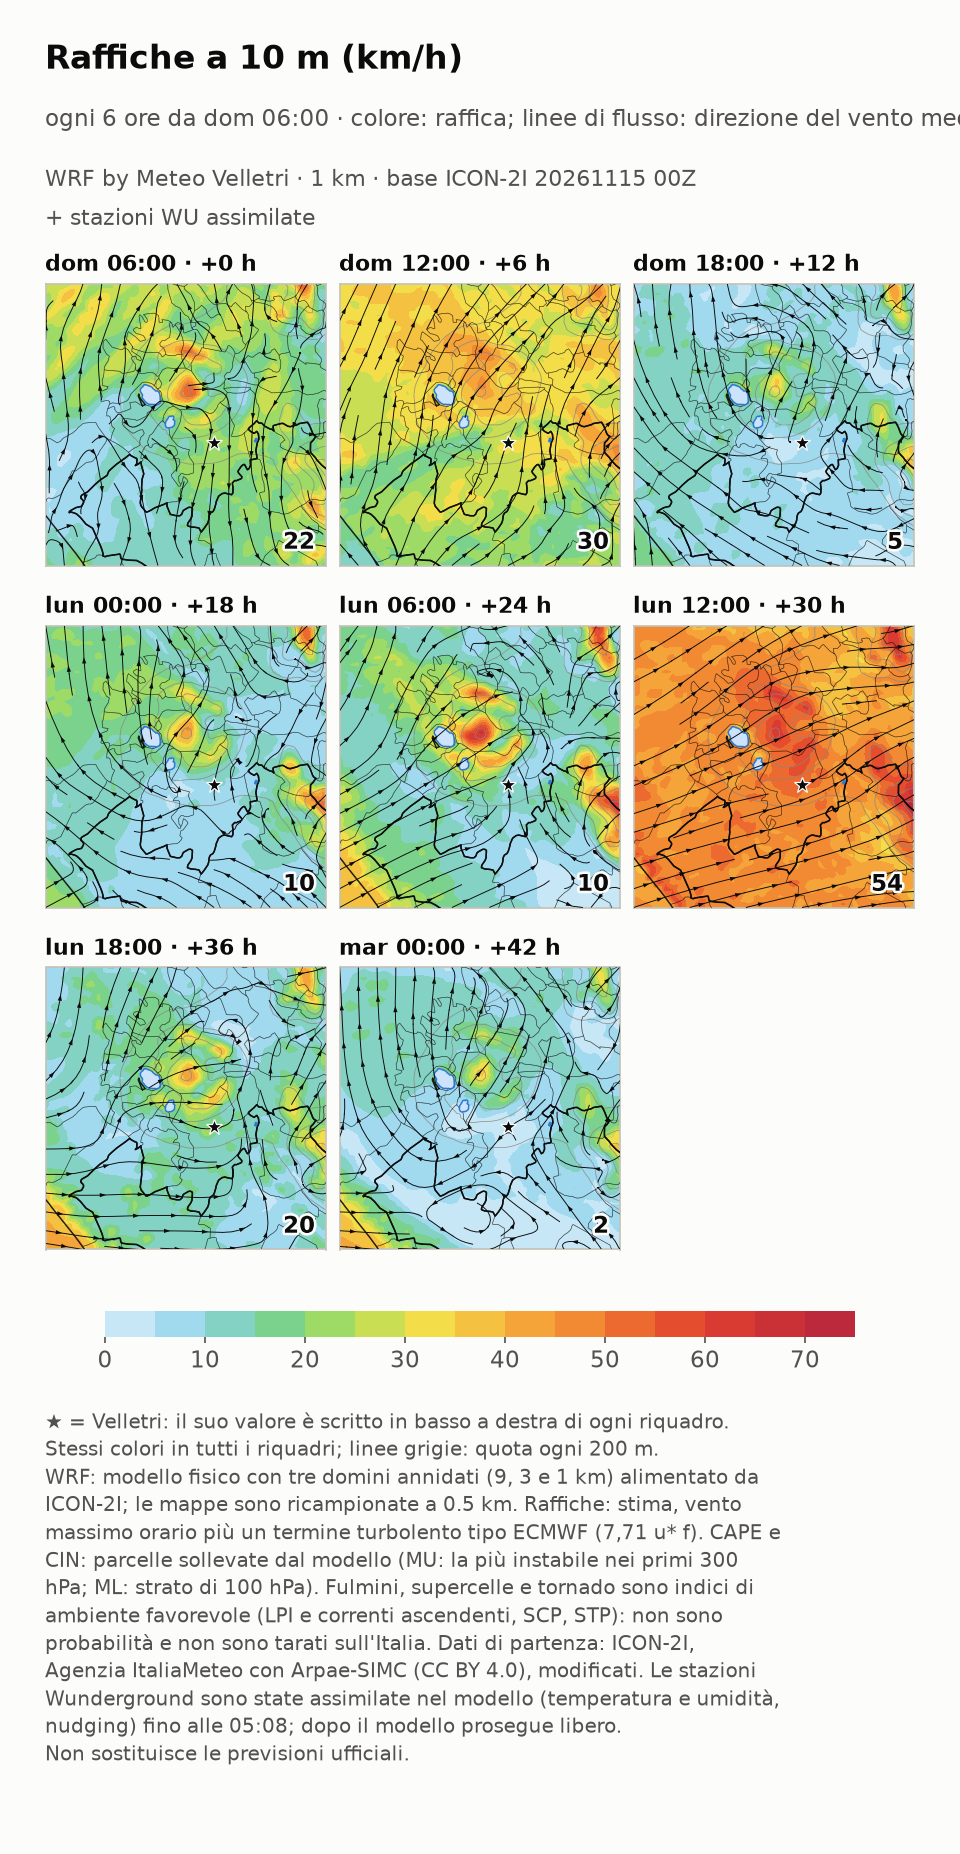 Raffiche a 10 m (km/h)
ogni 6 ore da dom 06:00 · colore: raffica; linee di flusso: direzione del vento
WRF by Meteo Velletri · 1 km · base ICON-2I 20261115 00Z
+ stazioni WU assimilate
dom 06:00 · +0 h
dom 12:00 · +6 h
dom 18:00 · +12 h
22
30
5
lun 00:00 · +18 h
lun 06:00 · +24 h
lun 12:00 · +30 h
10
10
54
lun 18:00 · +36 h
mar 00:00 · +42 h
20
2
0 10 20 30 40 50 60 70
★ = Velletri: il suo valore è scritto in basso a destra di ogni riquadro.
Stessi colori in tutti i riquadri; linee grigie: quota ogni 200 m.
WRF: modello fisico con tre domini annidati (9, 3 e 1 km) alimentato da
ICON-2I; le mappe sono ricampionate a 0.5 km. Raffiche: stima, vento
massimo orario più un termine turbolento tipo ECMWF (7,71 u* f). CAPE e
CIN: parcelle sollevate dal modello (MU: la più instabile nei primi 300
hPa; ML: strato di 100 hPa). Fulmini, supercelle e tornado sono indici di
ambiente favorevole (LPI e correnti ascendenti, SCP, STP): non sono
probabilità e non sono tarati sull'Italia. Dati di partenza: ICON-2I,
Agenzia ItaliaMeteo con Arpae-SIMC (CC BY 4.0), modificati. Le stazioni
Wunderground sono state assimilate nel modello (temperatura e umidità,
nudging) fino alle 05:08; dopo il modello prosegue libero.
Non sostituisce le previsioni ufficiali.